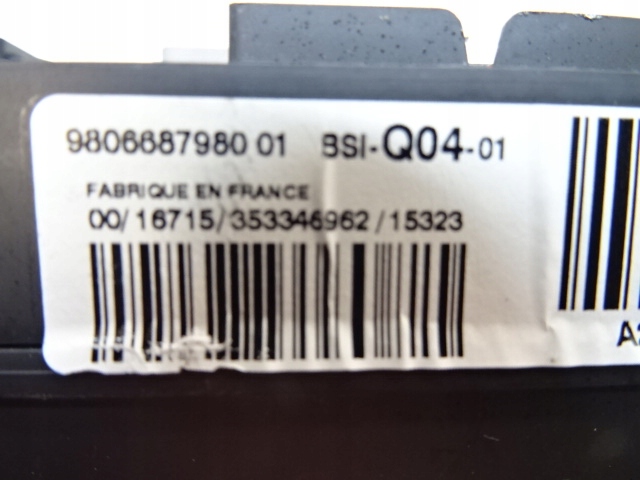 9806687980 01 BSI-Q04-01
FABRIQUE EN FRANCE
00/16715/353346962/15323